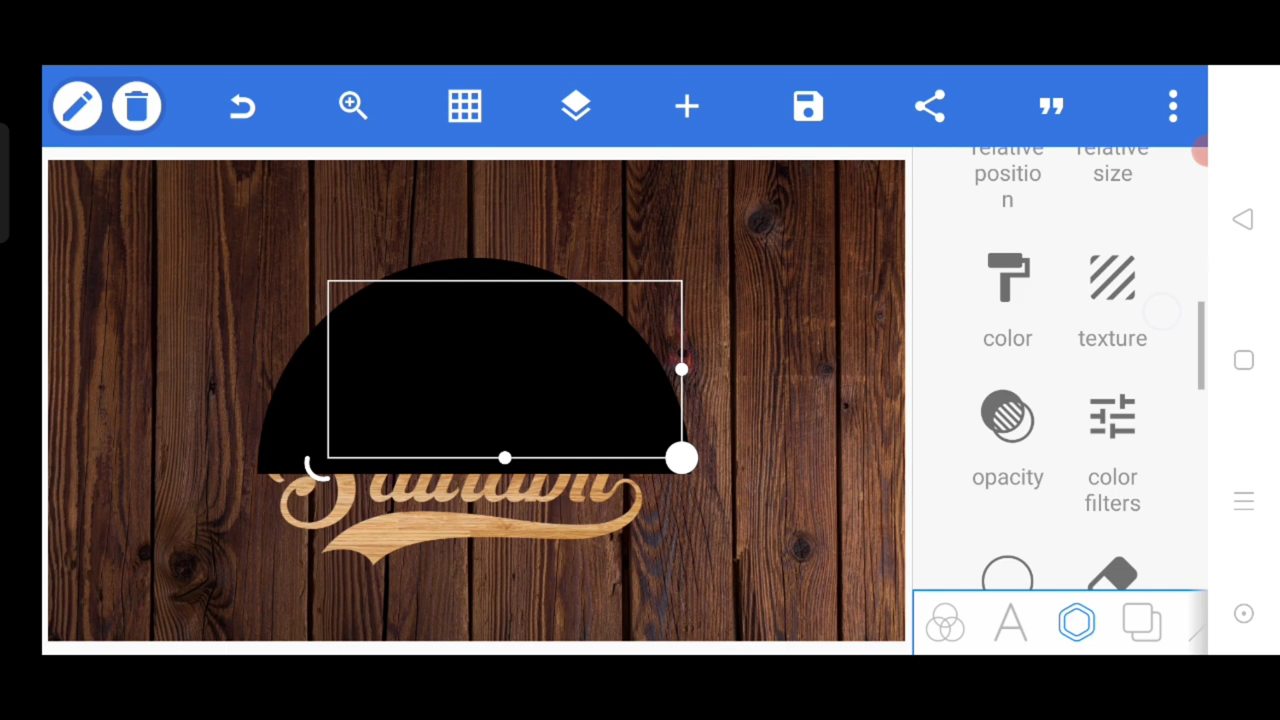 relative
positio
n
relative
size
color
texture
opacity
color
filters